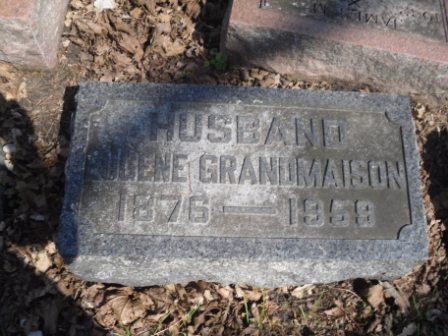 HUSBAND
EUGENE GRANDMAISON
1876 — 1959